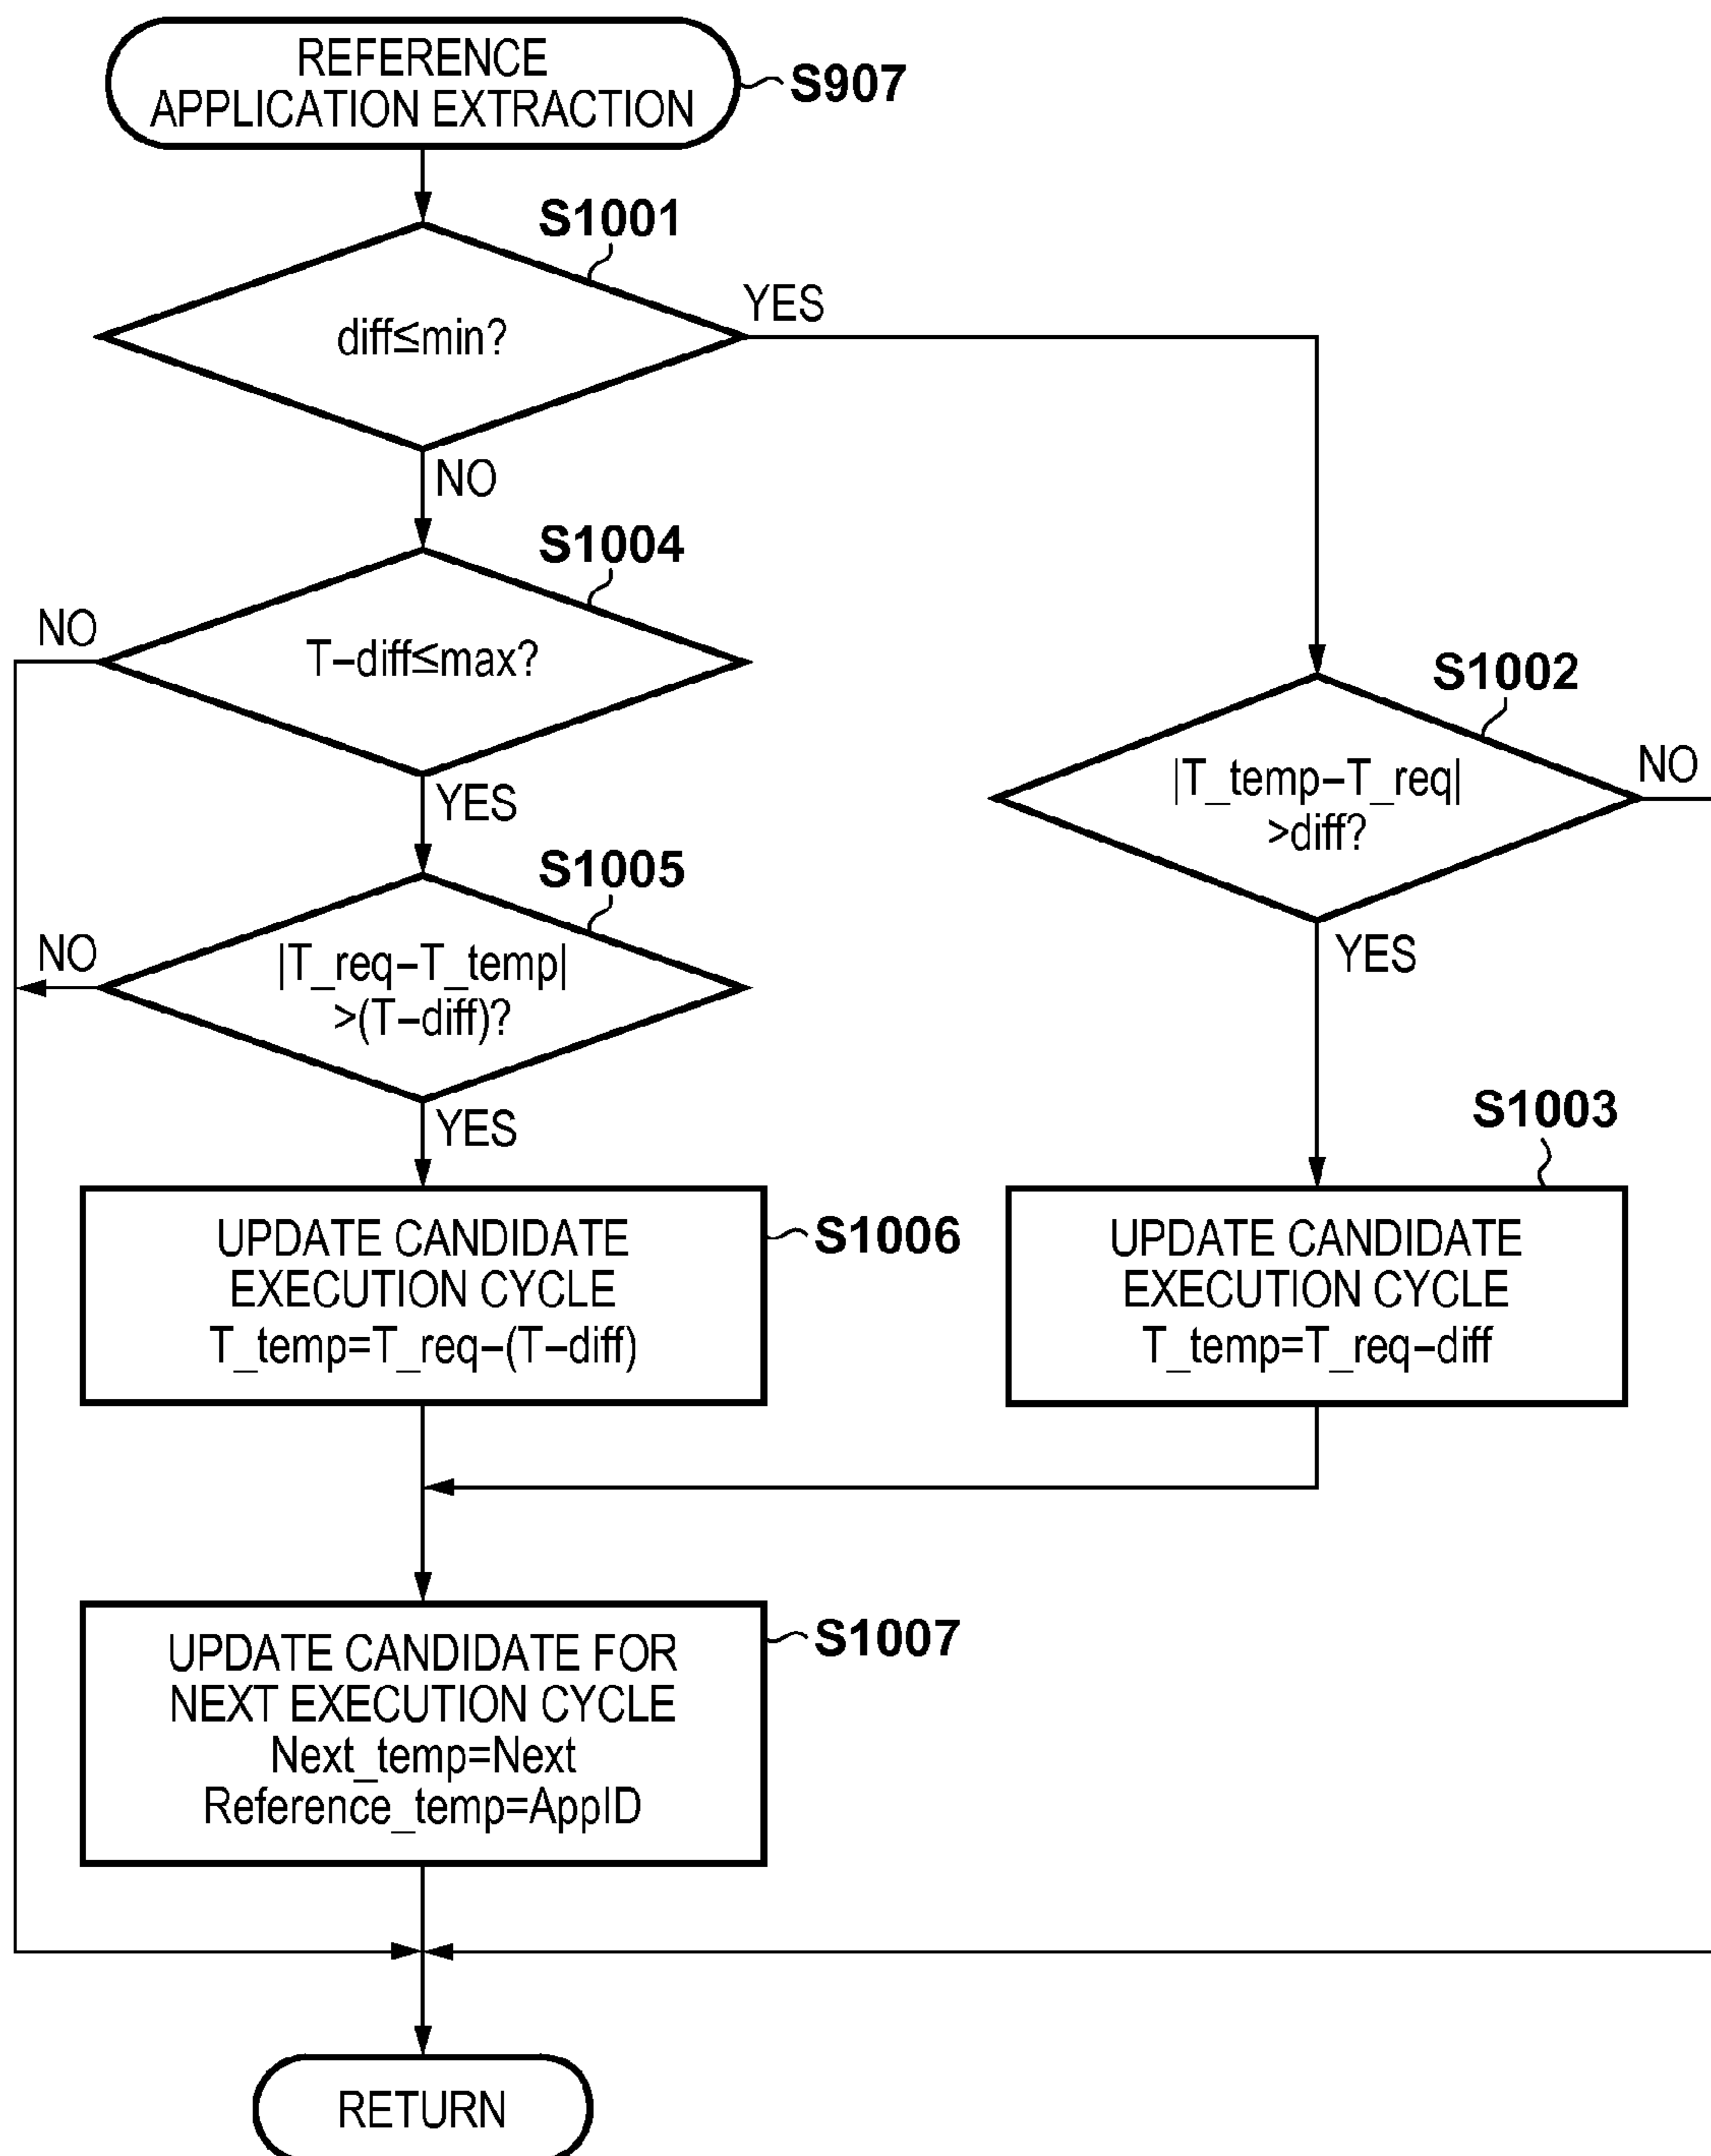 REFERENCE
APPLICATION EXTRACTION
S907
S1001
diff≤min?
YES
NO
S1004
T–diff≤max?
NO
YES
S1002
|T_temp–T_req|
>diff?
NO
YES
S1005
|T_req–T_temp|
>(T–diff)?
NO
YES
S1006
UPDATE CANDIDATE
EXECUTION CYCLE
T_temp=T_req–(T–diff)
S1003
UPDATE CANDIDATE
EXECUTION CYCLE
T_temp=T_req–diff
S1007
UPDATE CANDIDATE FOR
NEXT EXECUTION CYCLE
Next_temp=Next
Reference_temp=AppID
RETURN